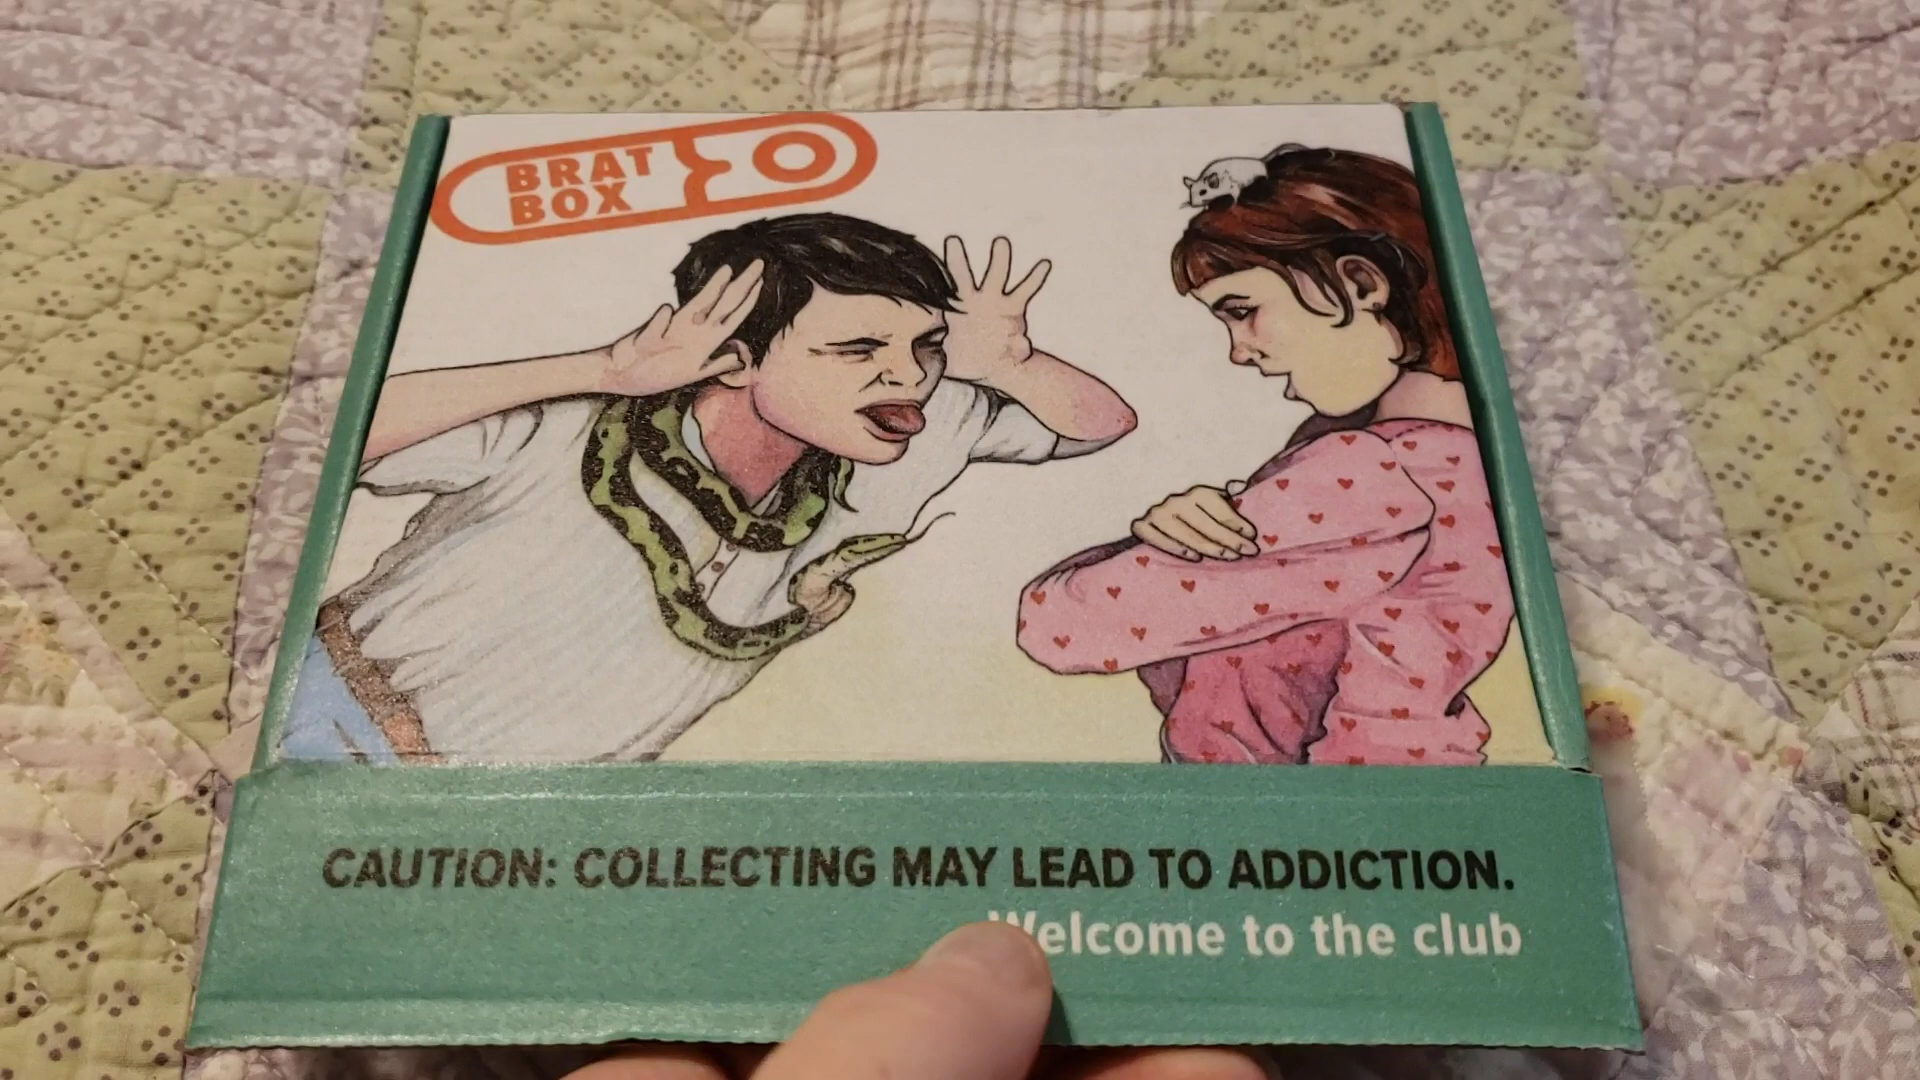 BRAT
BOX
CAUTION: COLLECTING MAY LEAD TO ADDICTION.
Welcome to the club